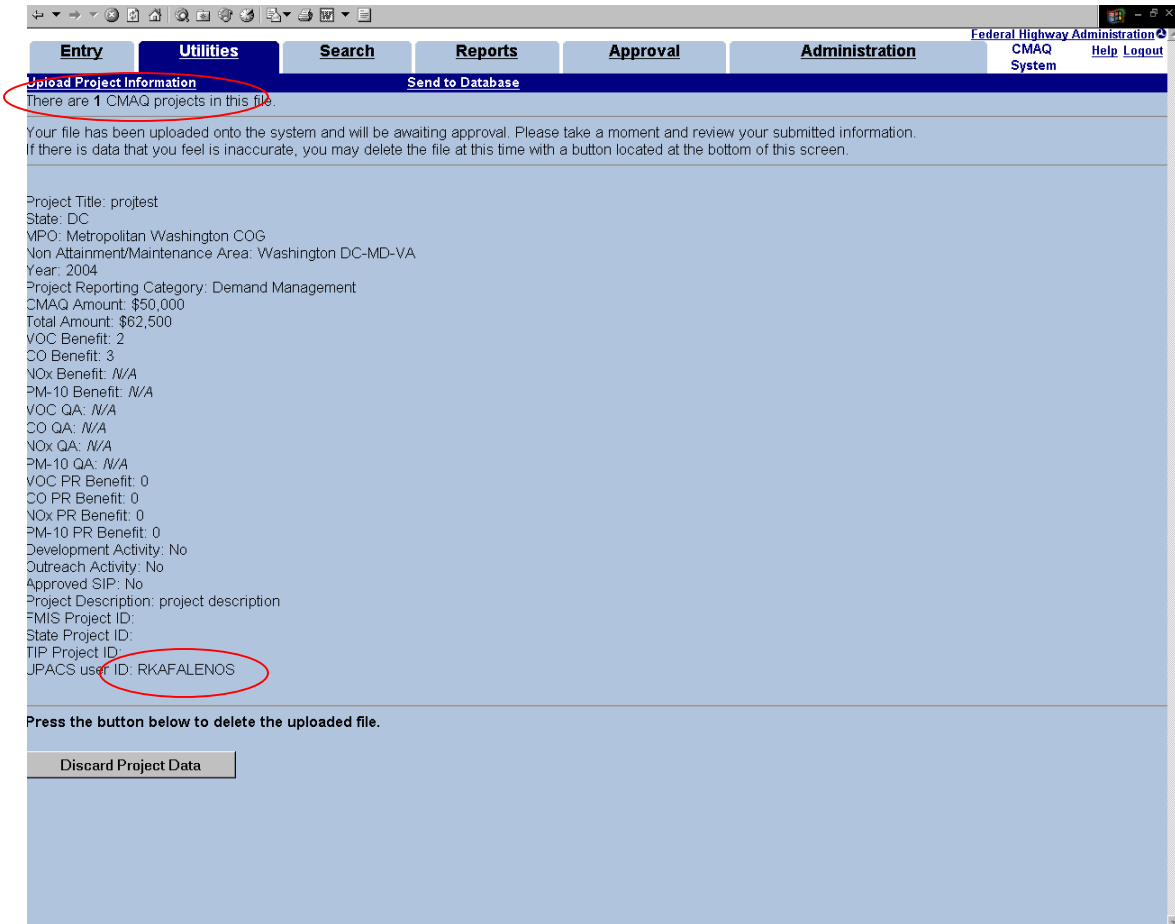 Federal Highway Administration
Entry Utilities Search Reports Approval Administration CMAQ System Help Logout
Upload Project Information Send to Database
There are 1 CMAQ projects in this file.
Your file has been uploaded onto the system and will be awaiting approval. Please take a moment and review your submitted information.
If there is data that you feel is inaccurate, you may delete the file at this time with a button located at the bottom of this screen.
Project Title: projtest
State: DC
MPO: Metropolitan Washington COG
Non Attainment/Maintenance Area: Washington DC-MD-VA
Year: 2004
Project Reporting Category: Demand Management
CMAQ Amount: $50,000
Total Amount: $62,500
VOC Benefit: 2
CO Benefit: 3
NOx Benefit: N/A
PM-10 Benefit: N/A
VOC QA: N/A
CO QA: N/A
NOx QA: N/A
PM-10 QA: N/A
VOC PR Benefit: 0
CO PR Benefit: 0
NOx PR Benefit: 0
PM-10 PR Benefit: 0
Development Activity: No
Outreach Activity: No
Approved SIP: No
Project Description: project description
FMIS Project ID:
State Project ID:
TIP Project ID:
UPACS user ID: RKAFALENOS
Press the button below to delete the uploaded file.
Discard Project Data